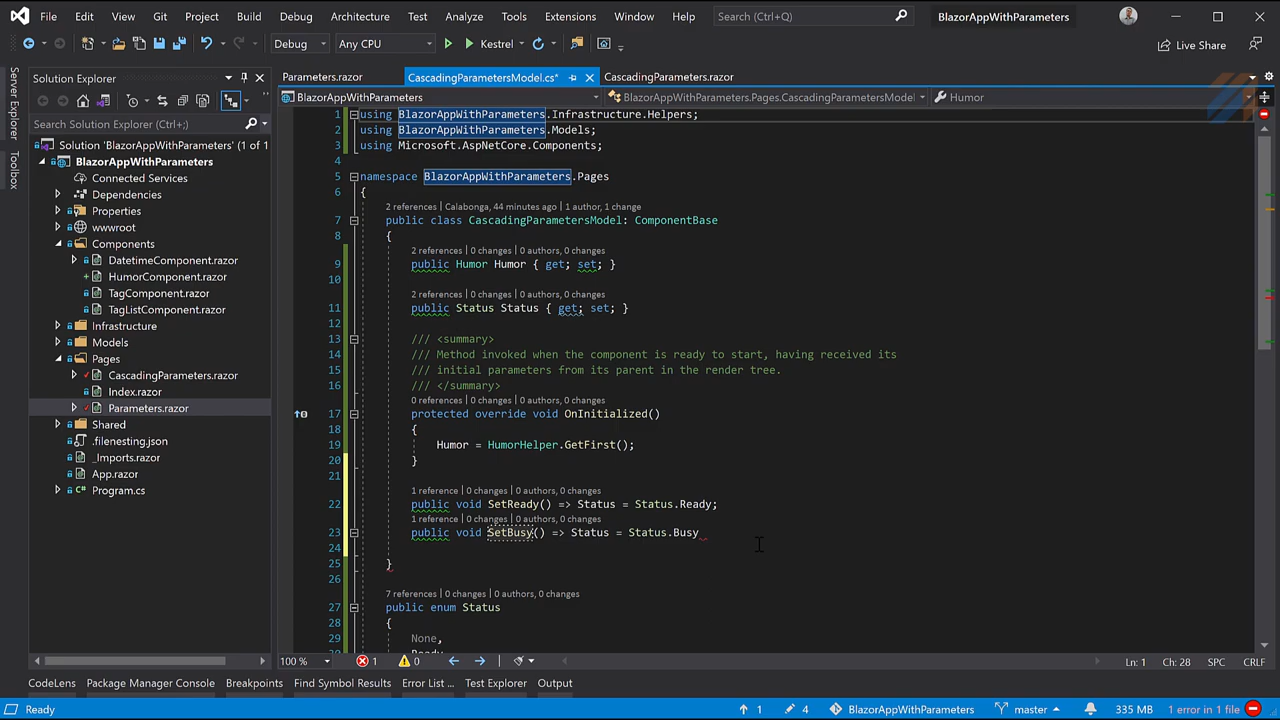 File Edit View Git Project Build Debug Architecture Test Analyze Tools Extensions Window Help Search (Ctrl+Q) BlazorAppWithParameters
Debug Any CPU Kestrel Live Share
Server Explorer
Toolbox
Solution Explorer
Search Solution Explorer (Ctrl+;)
Solution 'BlazorAppWithParameters' (1 of 1)
BlazorAppWithParameters
Connected Services
Dependencies
Properties
wwwroot
Components
DatetimeComponent.razor
HumorComponent.razor
TagComponent.razor
TagListComponent.razor
Infrastructure
Models
Pages
CascadingParameters.razor
Index.razor
Parameters.razor
Shared
.filenesting.json
_Imports.razor
App.razor
Program.cs
Parameters.razor CascadingParametersModel.cs* CascadingParameters.razor
BlazorAppWithParameters BlazorAppWithParameters.Pages.CascadingParametersModel Humor
1 using BlazorAppWithParameters.Infrastructure.Helpers;
2 using BlazorAppWithParameters.Models;
3 using Microsoft.AspNetCore.Components;
4
5 namespace BlazorAppWithParameters.Pages
6 {
2 references | Calabonga, 44 minutes ago | 1 author, 1 change
7 public class CascadingParametersModel: ComponentBase
8 {
2 references | 0 changes | 0 authors, 0 changes
9 public Humor Humor { get; set; }
10
2 references | 0 changes | 0 authors, 0 changes
11 public Status Status { get; set; }
12
13 /// <summary>
14 /// Method invoked when the component is ready to start, having received its
15 /// initial parameters from its parent in the render tree.
16 /// </summary>
0 references | 0 changes | 0 authors, 0 changes
17 protected override void OnInitialized()
18 {
19 Humor = HumorHelper.GetFirst();
20 }
21
1 reference | 0 changes | 0 authors, 0 changes
22 public void SetReady() => Status = Status.Ready;
1 reference | 0 changes | 0 authors, 0 changes
23 public void SetBusy() => Status = Status.Busy
24
25 }
26
7 references | 0 changes | 0 authors, 0 changes
27 public enum Status
28 {
29 None,
30 Ready,
100 % 1 0 Ln: 1 Ch: 28 SPC CRLF
CodeLens Package Manager Console Breakpoints Find Symbol Results Error List ... Test Explorer Output
Ready 1 4 BlazorAppWithParameters master 335 MB 1 error in 1 file